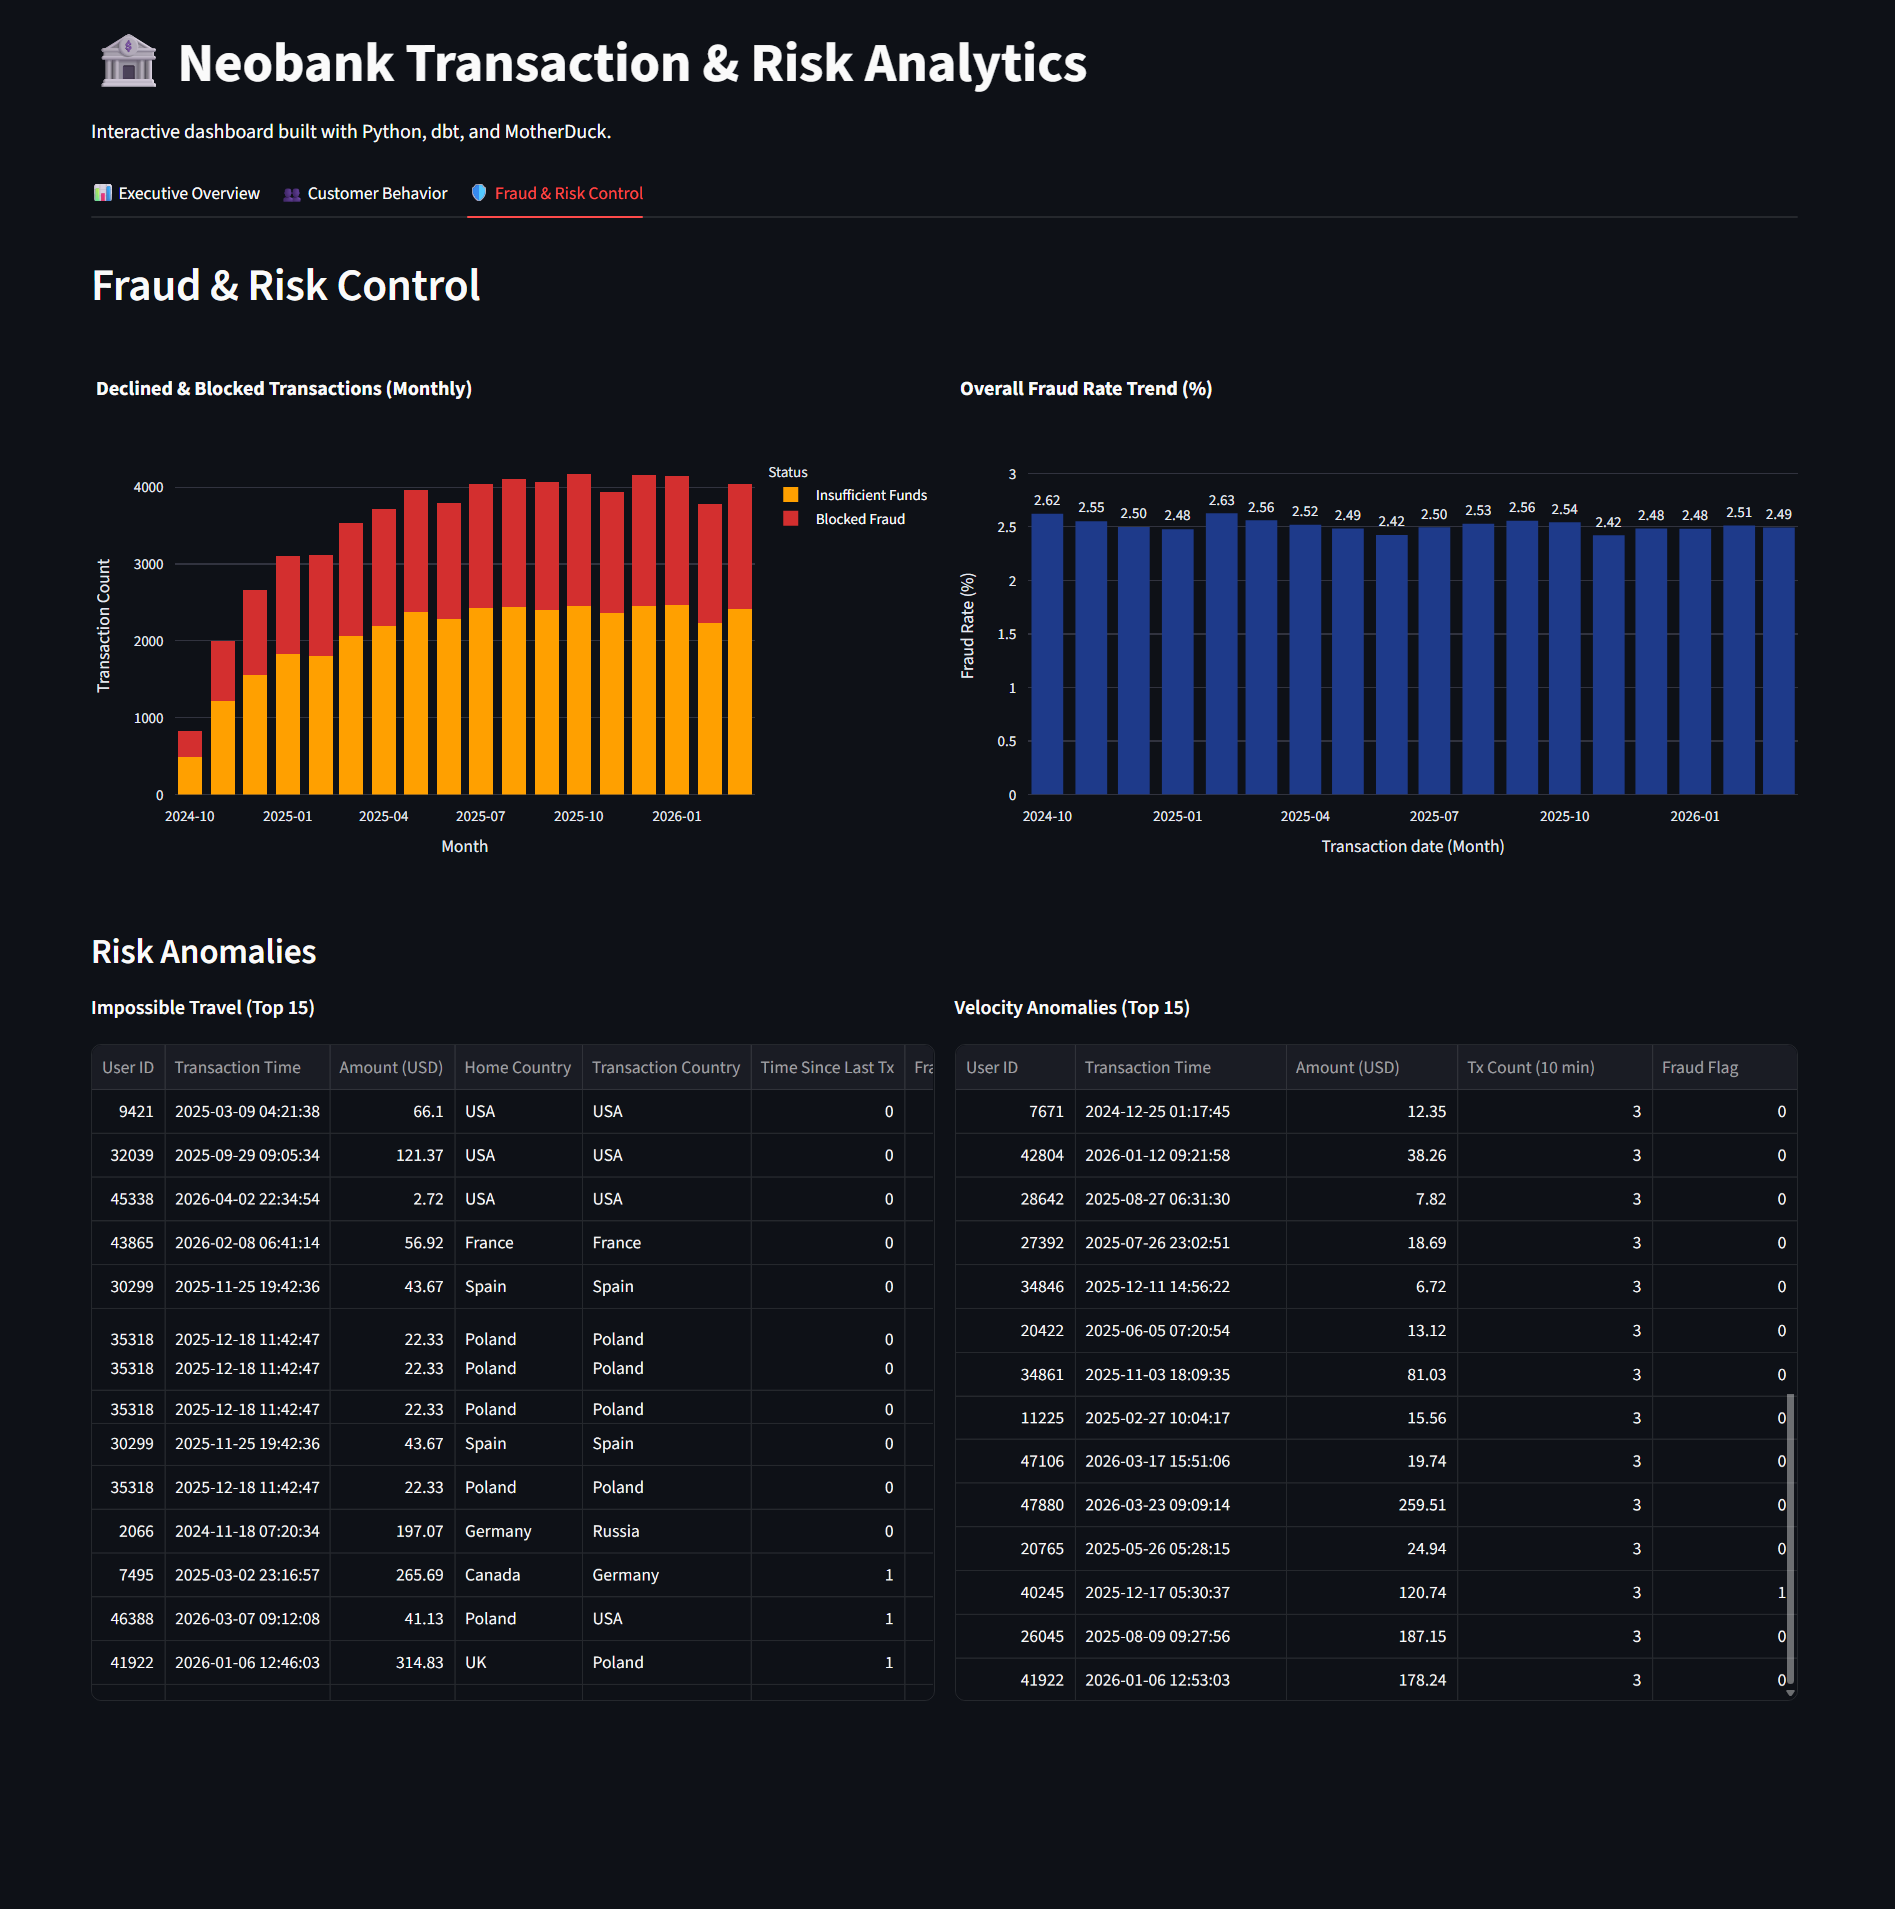 Neobank Transaction & Risk Analytics
Interactive dashboard built with Python, dbt, and MotherDuck.
Executive Overview Customer Behavior Fraud & Risk Control
Fraud & Risk Control
Declined & Blocked Transactions (Monthly)
Status
Insufficient Funds
Blocked Fraud
Transaction Count
4000
3000
2000
1000
0
2024-10 2025-01 2025-04 2025-07 2025-10 2026-01
Month
Overall Fraud Rate Trend (%)
Fraud Rate (%)
3
2.5
2
1.5
1
0.5
0
2.62 2.55 2.50 2.48 2.63 2.56 2.52 2.49 2.42 2.50 2.53 2.56 2.54 2.42 2.48 2.48 2.51 2.49
2024-10 2025-01 2025-04 2025-07 2025-10 2026-01
Transaction date (Month)
Risk Anomalies
Impossible Travel (Top 15)
User ID Transaction Time Amount (USD) Home Country Transaction Country Time Since Last Tx Fra
9421 2025-03-09 04:21:38 66.1 USA USA 0
32039 2025-09-29 09:05:34 121.37 USA USA 0
45338 2026-04-02 22:34:54 2.72 USA USA 0
43865 2026-02-08 06:41:14 56.92 France France 0
30299 2025-11-25 19:42:36 43.67 Spain Spain 0
35318 2025-12-18 11:42:47 22.33 Poland Poland 0
35318 2025-12-18 11:42:47 22.33 Poland Poland 0
35318 2025-12-18 11:42:47 22.33 Poland Poland 0
30299 2025-11-25 19:42:36 43.67 Spain Spain 0
35318 2025-12-18 11:42:47 22.33 Poland Poland 0
2066 2024-11-18 07:20:34 197.07 Germany Russia 0
7495 2025-03-02 23:16:57 265.69 Canada Germany 1
46388 2026-03-07 09:12:08 41.13 Poland USA 1
41922 2026-01-06 12:46:03 314.83 UK Poland 1
Velocity Anomalies (Top 15)
User ID Transaction Time Amount (USD) Tx Count (10 min) Fraud Flag
7671 2024-12-25 01:17:45 12.35 3 0
42804 2026-01-12 09:21:58 38.26 3 0
28642 2025-08-27 06:31:30 7.82 3 0
27392 2025-07-26 23:02:51 18.69 3 0
34846 2025-12-11 14:56:22 6.72 3 0
20422 2025-06-05 07:20:54 13.12 3 0
34861 2025-11-03 18:09:35 81.03 3 0
11225 2025-02-27 10:04:17 15.56 3 0
47106 2026-03-17 15:51:06 19.74 3 0
47880 2026-03-23 09:09:14 259.51 3 0
20765 2025-05-26 05:28:15 24.94 3 0
40245 2025-12-17 05:30:37 120.74 3 1
26045 2025-08-09 09:27:56 187.15 3 0
41922 2026-01-06 12:53:03 178.24 3 0